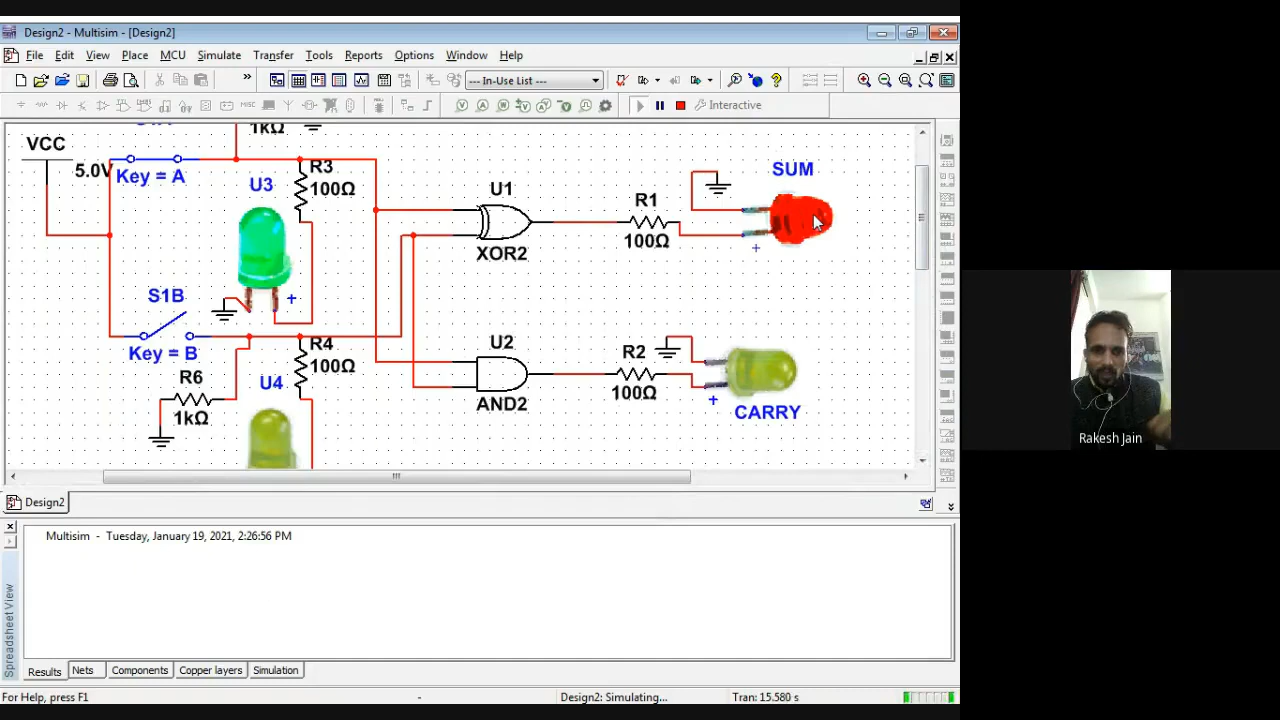 Design2 - Multisim - [Design2]
File Edit View Place MCU Simulate Transfer Tools Reports Options Window Help
--- In-Use List ---
MISC
Interactive
VCC
5.0V
Key = A
1kΩ
R3
100Ω
U3
S1B
Key = B
R6
1kΩ
R4
100Ω
U4
U1
XOR2
R1
100Ω
SUM
U2
AND2
R2
100Ω
CARRY
Design2
Multisim - Tuesday, January 19, 2021, 2:26:56 PM
Spreadsheet View
Results Nets Components Copper layers Simulation
For Help, press F1 - Design2: Simulating... Tran: 15.580 s
Rakesh Jain